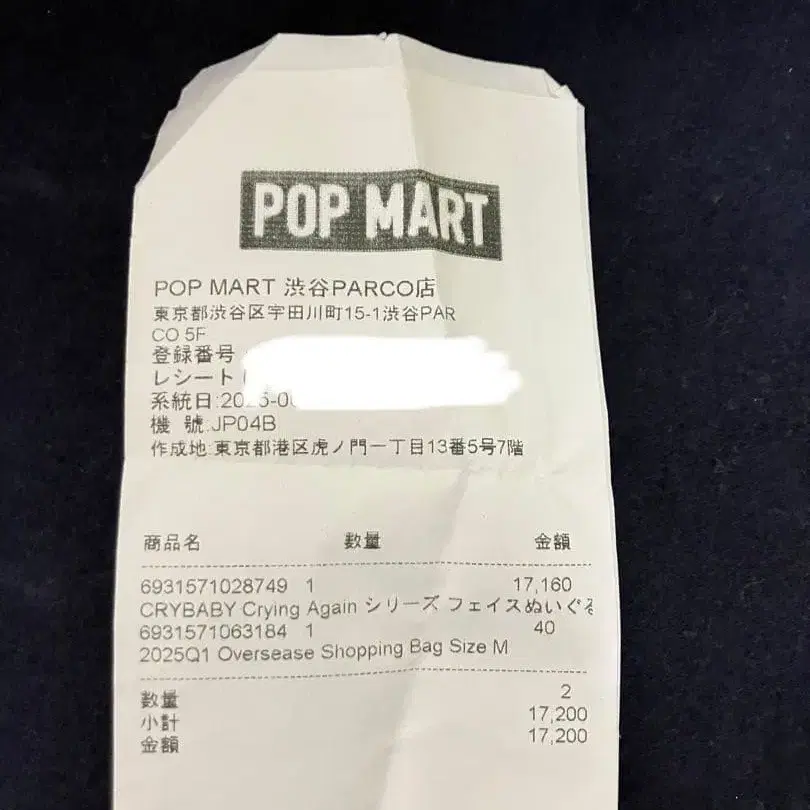 POP MART
POP MART 渋谷PARCO店
東京都渋谷区宇田川町15-1渋谷PAR
CO 5F
登録番号
レシート
系統日:20
機 號:JP04B
作成地:東京都港区虎ノ門一丁目13番5号7階
商品名 数量 金額
6931571028749 1 17,160
CRYBABY Crying Again シリーズ フェイスぬいぐる
6931571063184 1 40
2025Q1 Oversease Shopping Bag Size M
数量 2
小計 17,200
金額 17,200